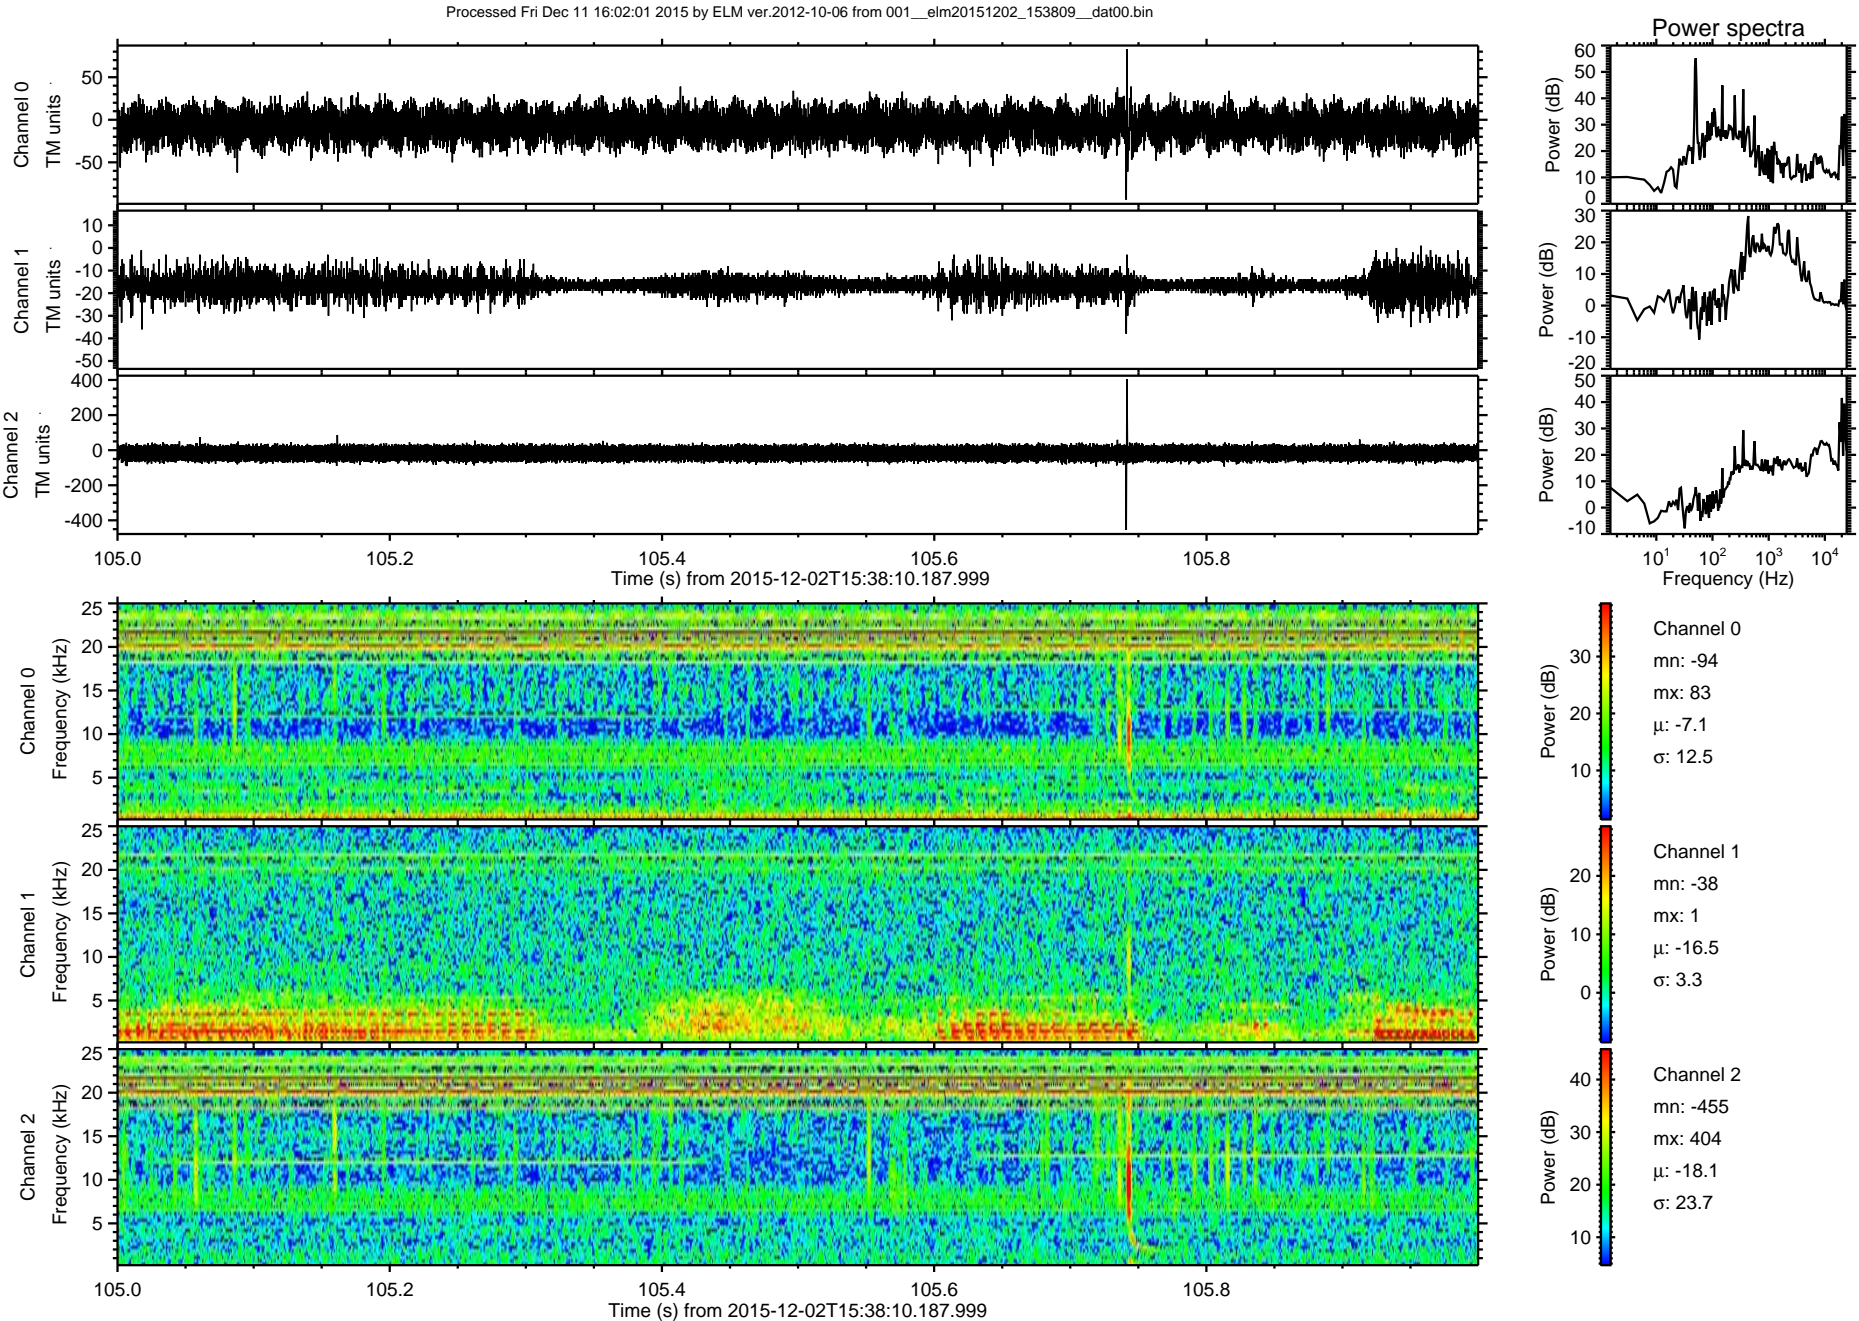 Processed Fri Dec 11 16:02:01 2015 by ELM ver.2012-10-06 from 001__elm20151202_153809__dat00.bin
Power spectra
Channel 0
TM units
50
0
-50
Power (dB)
60
50
40
30
20
10
0
Channel 1
TM units
10
0
-10
-20
-30
-40
-50
Power (dB)
30
20
10
0
-10
-20
Channel 2
TM units
400
200
0
-200
-400
Power (dB)
50
40
30
20
10
0
-10
105.0 105.2 105.4 105.6 105.8
Time (s) from 2015-12-02T15:38:10.187.999
10¹ 10² 10³ 10⁴
Frequency (Hz)
Channel 0
Frequency (kHz)
25
20
15
10
5
Power (dB)
30
20
10
Channel 0
mn: -94
mx: 83
μ: -7.1
σ: 12.5
Channel 1
Frequency (kHz)
25
20
15
10
5
Power (dB)
20
10
0
Channel 1
mn: -38
mx: 1
μ: -16.5
σ: 3.3
Channel 2
Frequency (kHz)
25
20
15
10
5
Power (dB)
40
30
20
10
Channel 2
mn: -455
mx: 404
μ: -18.1
σ: 23.7
105.0 105.2 105.4 105.6 105.8
Time (s) from 2015-12-02T15:38:10.187.999